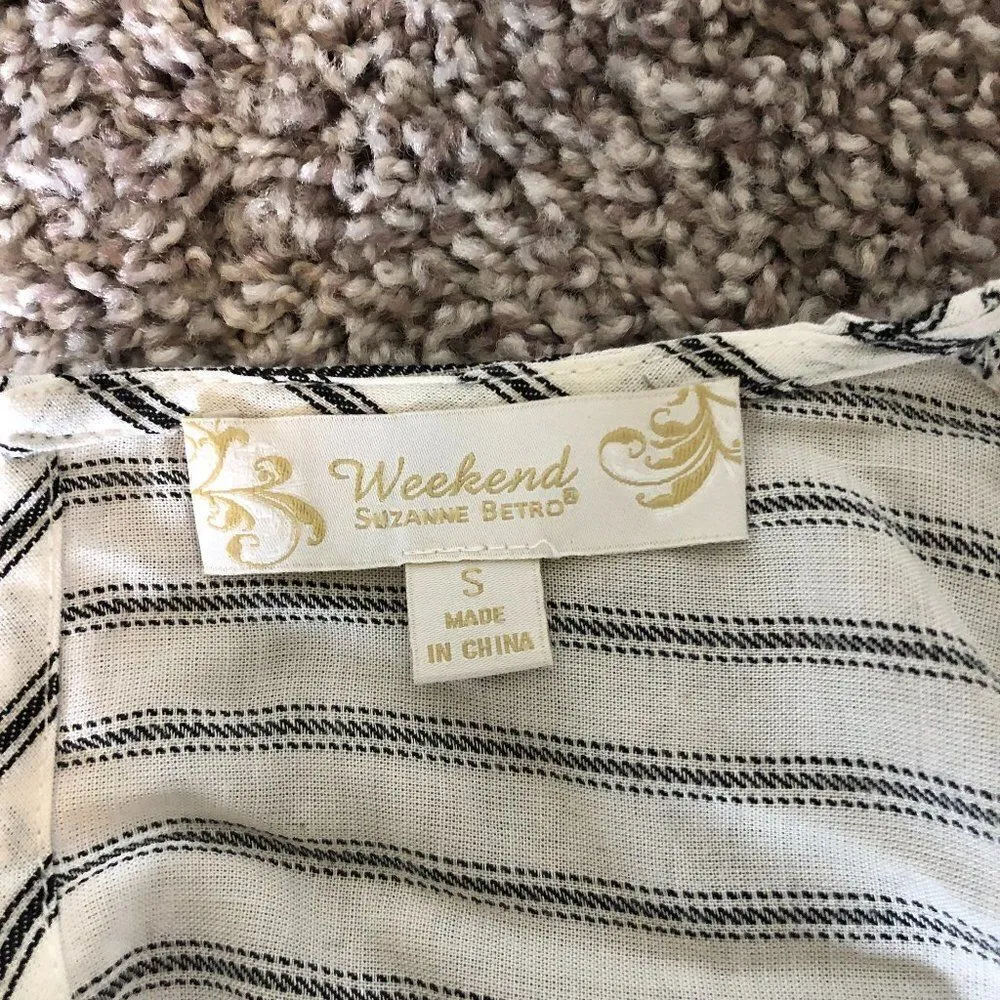 Weekend
SUZANNE BETRO®
S
MADE
IN CHINA